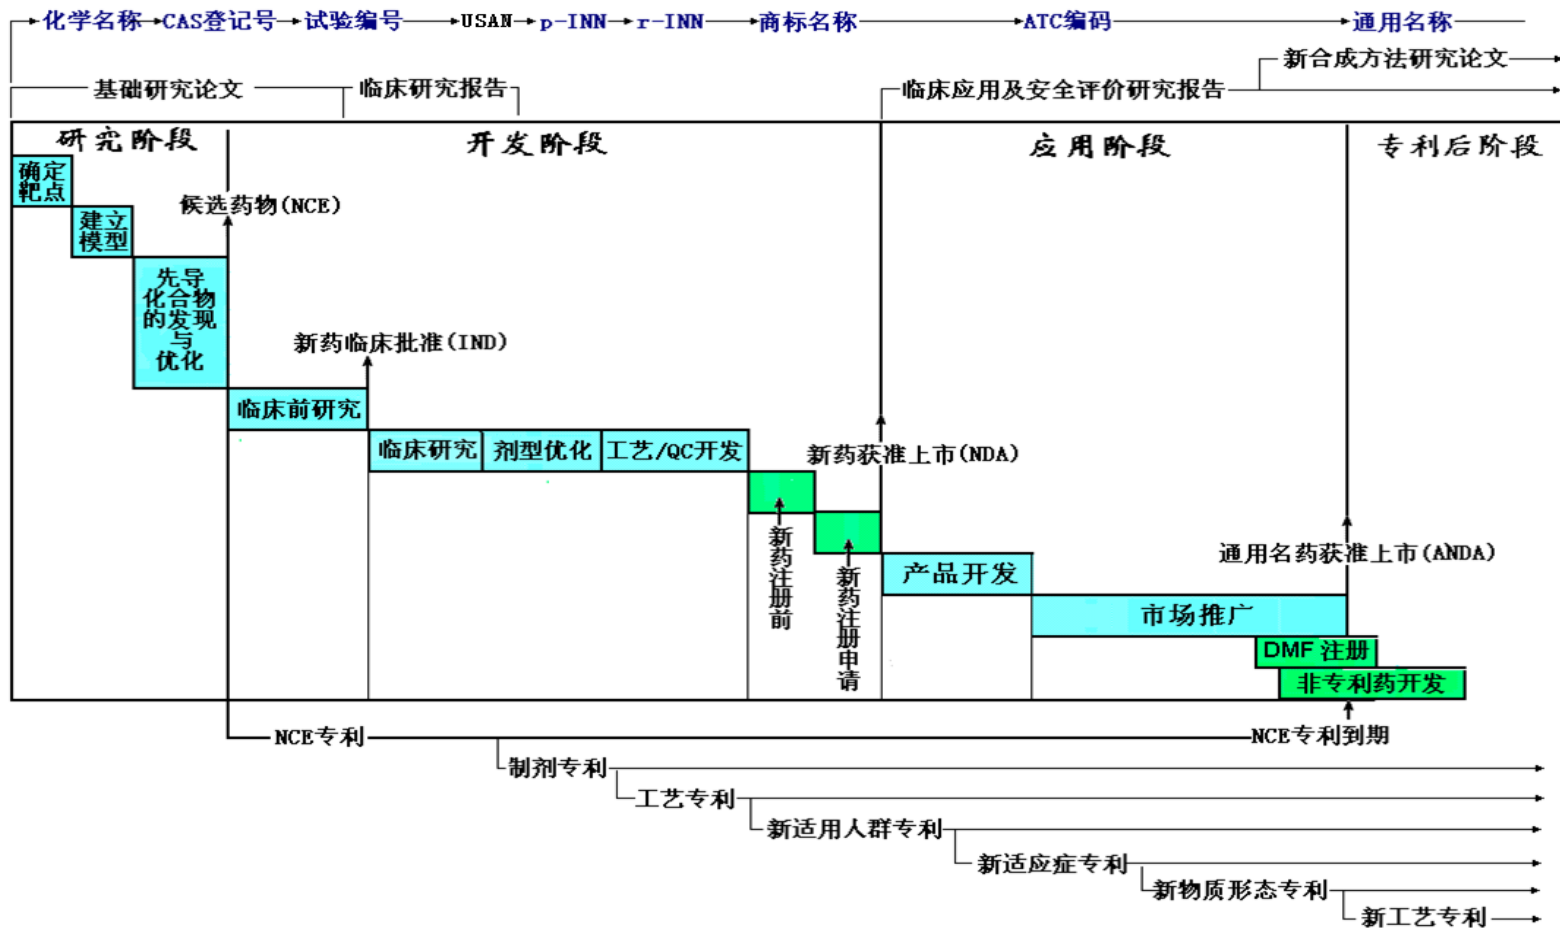 化学名称 CAS登记号 试验编号 USAN p-INN r-INN 商标名称 ATC编码 通用名称
新合成方法研究论文
基础研究论文 临床研究报告 临床应用及安全评价研究报告
研究阶段 开发阶段 应用阶段 专利后阶段
确定
靶点
候选药物(NCE)
建立
模型
先导
化合物
的发现
与
优化
新药临床批准(IND)
临床前研究
临床研究 剂型优化 工艺/QC开发
新药获准上市(NDA)
新药注册前
新药注册申请
通用名药获准上市(ANDA)
产品开发
市场推广
DMF 注册
非专利药开发
NCE专利 NCE专利到期
制剂专利
工艺专利
新适用人群专利
新适应症专利
新物质形态专利
新工艺专利